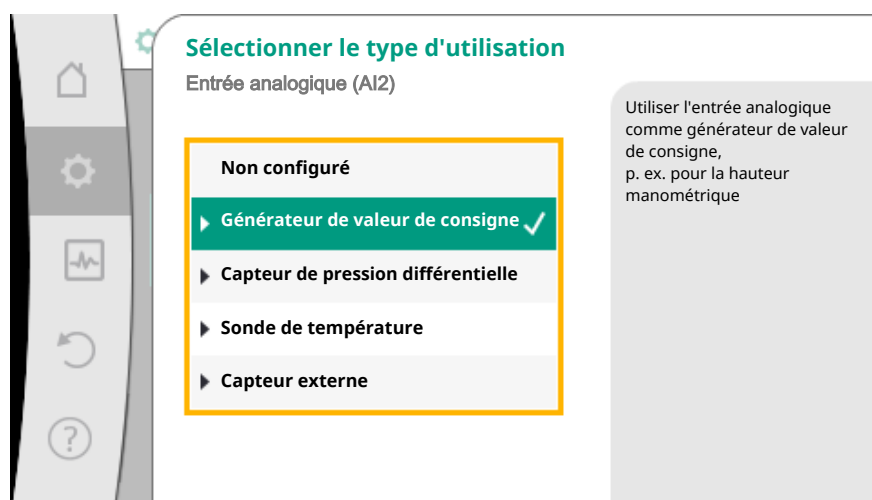 Sélectionner le type d'utilisation
Entrée analogique (AI2)
Non configuré
Générateur de valeur de consigne
Capteur de pression différentielle
Sonde de température
Capteur externe
Utiliser l'entrée analogique
comme générateur de valeur
de consigne,
p. ex. pour la hauteur
manométrique
?